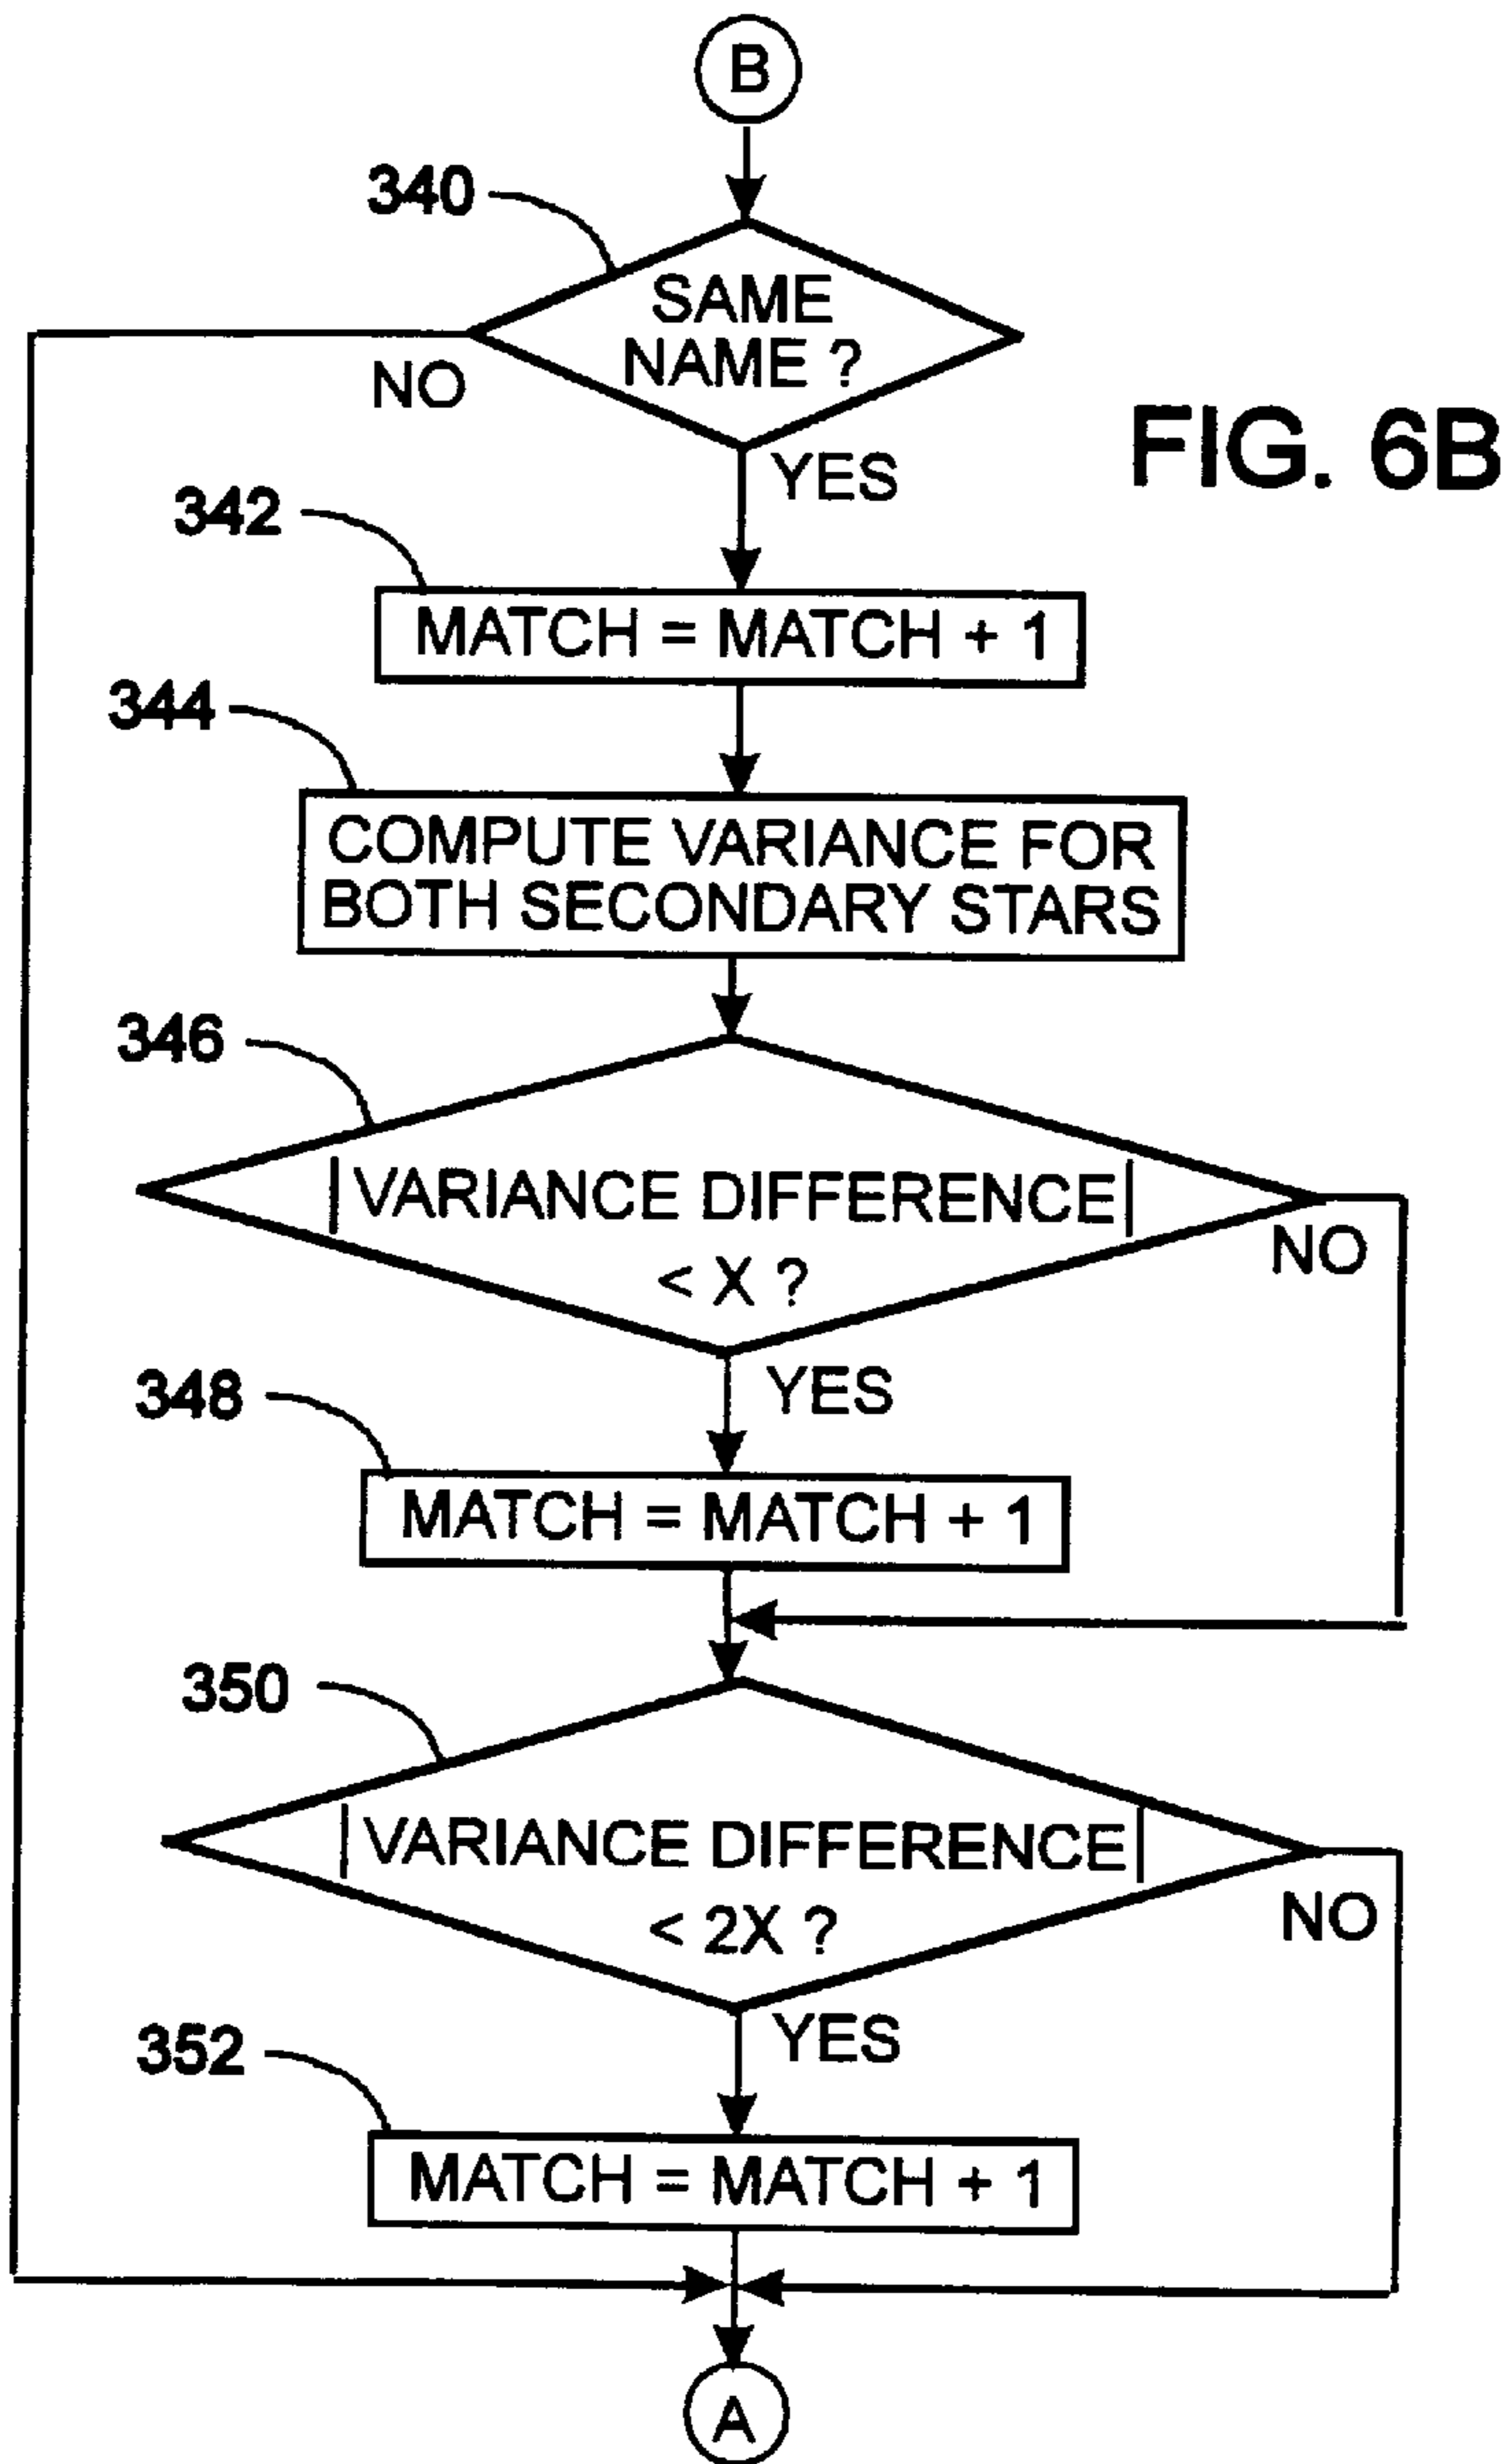 B
340
SAME
NAME ?
NO
FIG. 6B
YES
342
MATCH = MATCH + 1
344
COMPUTE VARIANCE FOR
BOTH SECONDARY STARS
346
|VARIANCE DIFFERENCE|
< X ?
NO
YES
348
MATCH = MATCH + 1
350
|VARIANCE DIFFERENCE|
< 2X ?
NO
YES
352
MATCH = MATCH + 1
A